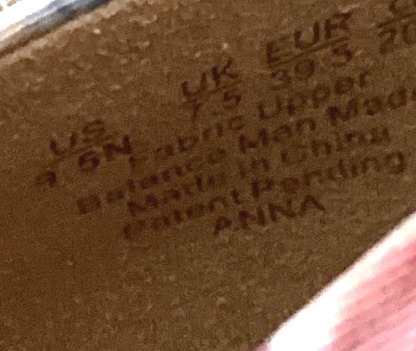 US UK EUR
9.5N 7.5 39.5
Fabric Upper
Balance Man Made
Made in China
Patent Pending
ANNA